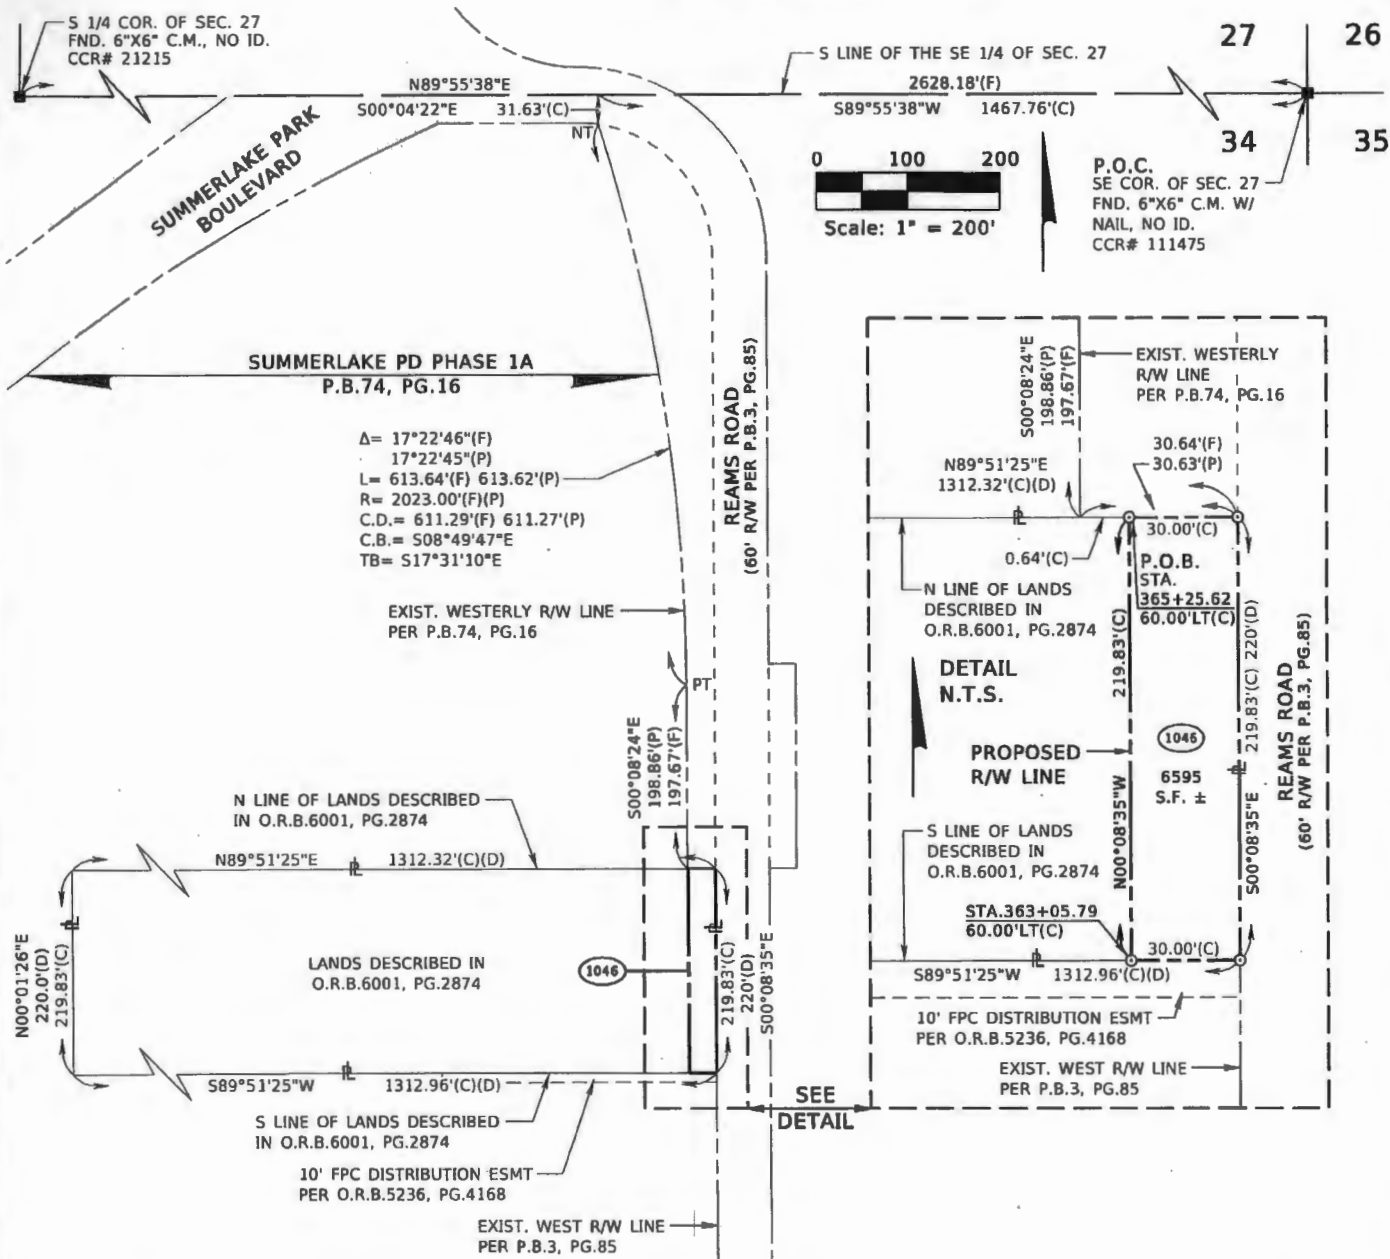 S 1/4 COR. OF SEC. 27
FND. 6"X6" C.M., NO ID.
CCR# 21215
N89°55'38"E
S00°04'22"E 31.63'(C)
NT
S LINE OF THE SE 1/4 OF SEC. 27
2628.18'(F)
S89°55'38"W 1467.76'(C)
27 26
34 35
P.O.C.
SE COR. OF SEC. 27
FND. 6"X6" C.M. W/
NAIL, NO ID.
CCR# 111475
0 100 200
Scale: 1" = 200'
SUMMERLAKE PARK
BOULEVARD
SUMMERLAKE PD PHASE 1A
P.B.74, PG.16
Δ= 17°22'46"(F)
17°22'45"(P)
L= 613.64'(F) 613.62'(P)
R= 2023.00'(F)(P)
C.D.= 611.29'(F) 611.27'(P)
C.B.= S08°49'47"E
TB= S17°31'10"E
REAMS ROAD
(60' R/W PER P.B.3, PG.85)
EXIST. WESTERLY R/W LINE
PER P.B.74, PG.16
PT
S00°08'24"E
198.86'(P)
197.67'(F)
N LINE OF LANDS DESCRIBED
IN O.R.B.6001, PG.2874
N89°51'25"E PL 1312.32'(C)(D)
PL
N00°01'26"E
220.0'(D)
219.83'(C)
LANDS DESCRIBED IN
O.R.B.6001, PG.2874
1046
PL
219.83'(C)
220'(D)
S00°08'35"E
S89°51'25"W PL 1312.96'(C)(D)
S LINE OF LANDS DESCRIBED
IN O.R.B.6001, PG.2874
10' FPC DISTRIBUTION ESMT
PER O.R.B.5236, PG.4168
EXIST. WEST R/W LINE
PER P.B.3, PG.85
SEE
DETAIL
S00°08'24"E
198.86'(P)
197.67'(F)
EXIST. WESTERLY
R/W LINE
PER P.B.74, PG.16
30.64'(F)
30.63'(P)
N89°51'25"E
1312.32'(C)(D)
PL
30.00'(C)
0.64'(C)
P.O.B.
STA.
365+25.62
60.00'LT(C)
N LINE OF LANDS
DESCRIBED IN
O.R.B.6001, PG.2874
DETAIL
N.T.S.
219.83'(C)
N00°08'35"W
PROPOSED
R/W LINE
1046
6595
S.F. ±
219.83'(C) 220'(D)
PL
S00°08'35"E
REAMS ROAD
(60' R/W PER P.B.3, PG.85)
S LINE OF LANDS
DESCRIBED IN
O.R.B.6001, PG.2874
STA.363+05.79
60.00'LT(C)
30.00'(C)
PL
S89°51'25"W 1312.96'(C)(D)
10' FPC DISTRIBUTION ESMT
PER O.R.B.5236, PG.4168
EXIST. WEST R/W LINE
PER P.B.3, PG.85